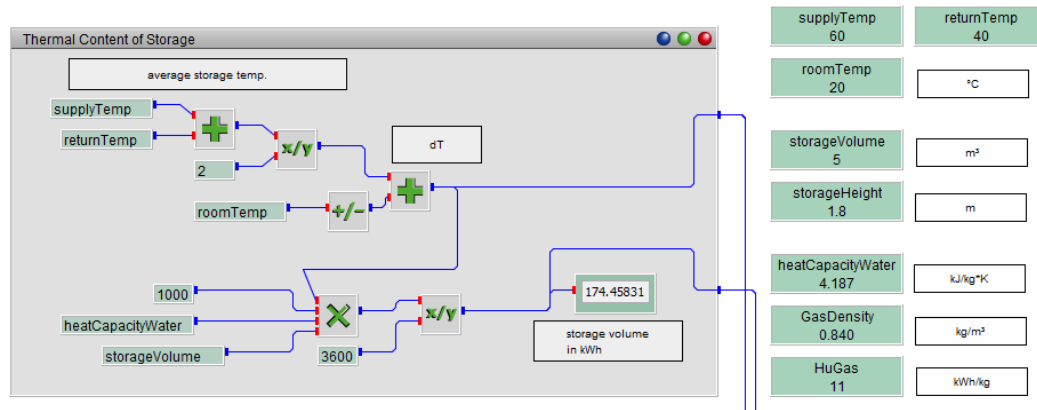 Thermal Content of Storage
average storage temp.
supplyTemp
returnTemp
2
x/y
dT
roomTemp
+/-
1000
heatCapacityWater
storageVolume
3600
x/y
174.45831
storage volume
in kWh
supplyTemp
60
returnTemp
40
roomTemp
20
°C
storageVolume
5
m³
storageHeight
1.8
m
heatCapacityWater
4.187
kJ/kg*K
GasDensity
0.840
kg/m³
HuGas
11
kWh/kg